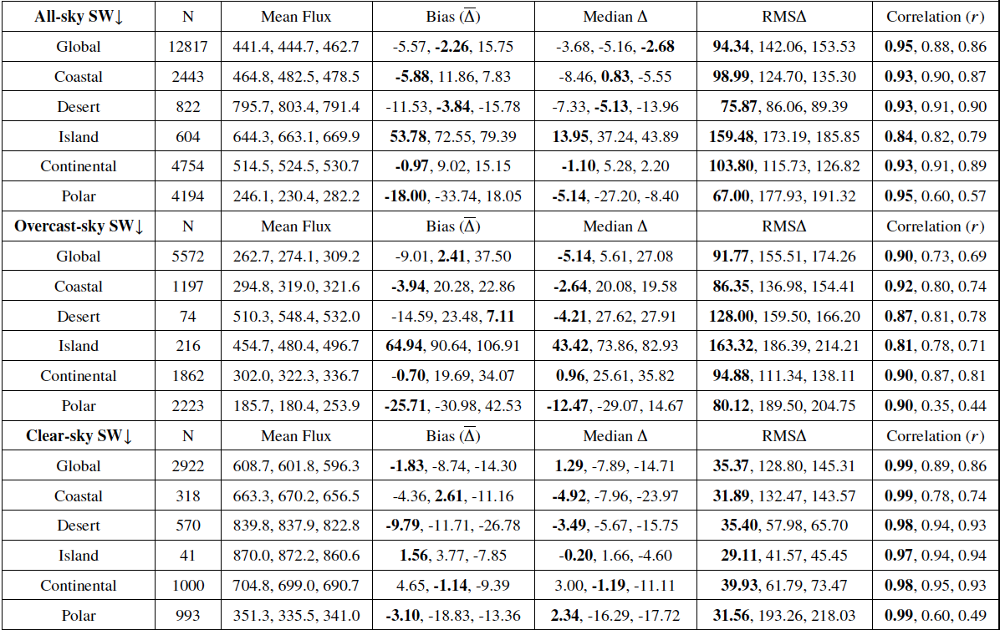 All-sky SW↓ N Mean Flux Bias (Δ̅) Median Δ RMSΔ Correlation (r)
Global 12817 441.4, 444.7, 462.7 -5.57, -2.26, 15.75 -3.68, -5.16, -2.68 94.34, 142.06, 153.53 0.95, 0.88, 0.86
Coastal 2443 464.8, 482.5, 478.5 -5.88, 11.86, 7.83 -8.46, 0.83, -5.55 98.99, 124.70, 135.30 0.93, 0.90, 0.87
Desert 822 795.7, 803.4, 791.4 -11.53, -3.84, -15.78 -7.33, -5.13, -13.96 75.87, 86.06, 89.39 0.93, 0.91, 0.90
Island 604 644.3, 663.1, 669.9 53.78, 72.55, 79.39 13.95, 37.24, 43.89 159.48, 173.19, 185.85 0.84, 0.82, 0.79
Continental 4754 514.5, 524.5, 530.7 -0.97, 9.02, 15.15 -1.10, 5.28, 2.20 103.80, 115.73, 126.82 0.93, 0.91, 0.89
Polar 4194 246.1, 230.4, 282.2 -18.00, -33.74, 18.05 -5.14, -27.20, -8.40 67.00, 177.93, 191.32 0.95, 0.60, 0.57
Overcast-sky SW↓ N Mean Flux Bias (Δ̅) Median Δ RMSΔ Correlation (r)
Global 5572 262.7, 274.1, 309.2 -9.01, 2.41, 37.50 -5.14, 5.61, 27.08 91.77, 155.51, 174.26 0.90, 0.73, 0.69
Coastal 1197 294.8, 319.0, 321.6 -3.94, 20.28, 22.86 -2.64, 20.08, 19.58 86.35, 136.98, 154.41 0.92, 0.80, 0.74
Desert 74 510.3, 548.4, 532.0 -14.59, 23.48, 7.11 -4.21, 27.62, 27.91 128.00, 159.50, 166.20 0.87, 0.81, 0.78
Island 216 454.7, 480.4, 496.7 64.94, 90.64, 106.91 43.42, 73.86, 82.93 163.32, 186.39, 214.21 0.81, 0.78, 0.71
Continental 1862 302.0, 322.3, 336.7 -0.70, 19.69, 34.07 0.96, 25.61, 35.82 94.88, 111.34, 138.11 0.90, 0.87, 0.81
Polar 2223 185.7, 180.4, 253.9 -25.71, -30.98, 42.53 -12.47, -29.07, 14.67 80.12, 189.50, 204.75 0.90, 0.35, 0.44
Clear-sky SW↓ N Mean Flux Bias (Δ̅) Median Δ RMSΔ Correlation (r)
Global 2922 608.7, 601.8, 596.3 -1.83, -8.74, -14.30 1.29, -7.89, -14.71 35.37, 128.80, 145.31 0.99, 0.89, 0.86
Coastal 318 663.3, 670.2, 656.5 -4.36, 2.61, -11.16 -4.92, -7.96, -23.97 31.89, 132.47, 143.57 0.99, 0.78, 0.74
Desert 570 839.8, 837.9, 822.8 -9.79, -11.71, -26.78 -3.49, -5.67, -15.75 35.40, 57.98, 65.70 0.98, 0.94, 0.93
Island 41 870.0, 872.2, 860.6 1.56, 3.77, -7.85 -0.20, 1.66, -4.60 29.11, 41.57, 45.45 0.97, 0.94, 0.94
Continental 1000 704.8, 699.0, 690.7 4.65, -1.14, -9.39 3.00, -1.19, -11.11 39.93, 61.79, 73.47 0.98, 0.95, 0.93
Polar 993 351.3, 335.5, 341.0 -3.10, -18.83, -13.36 2.34, -16.29, -17.72 31.56, 193.26, 218.03 0.99, 0.60, 0.49